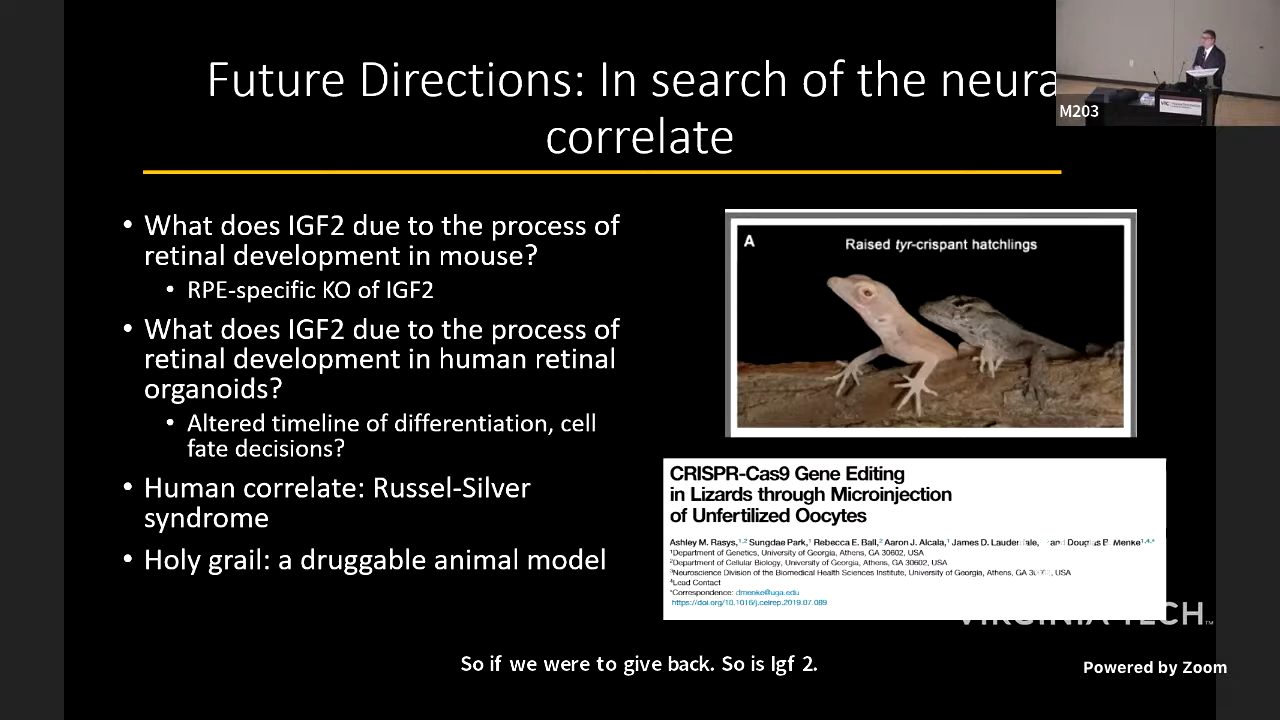 Future Directions: In search of the neura
correlate
M203
• What does IGF2 due to the process of
retinal development in mouse?
• RPE-specific KO of IGF2
• What does IGF2 due to the process of
retinal development in human retinal
organoids?
• Altered timeline of differentiation, cell
fate decisions?
• Human correlate: Russel-Silver
syndrome
• Holy grail: a druggable animal model
A
Raised tyr-crispant hatchlings
CRISPR-Cas9 Gene Editing
in Lizards through Microinjection
of Unfertilized Oocytes
Ashley M. Rasys,1,2 Sungdae Park,1 Rebecca E. Ball,2 Aaron J. Alcala,1 James D. Lauderdale, and Douglas B. Menke1,4,*
1Department of Genetics, University of Georgia, Athens, GA 30602, USA
2Department of Cellular Biology, University of Georgia, Athens, GA 30602, USA
3Neuroscience Division of the Biomedical Health Sciences Institute, University of Georgia, Athens, GA USA
4Lead Contact
*Correspondence: dmenke@uga.edu
https://doi.org/10.1016/j.celrep.2019.07.089
VIRGINIA TECH™
So if we were to give back. So is Igf 2.
Powered by Zoom